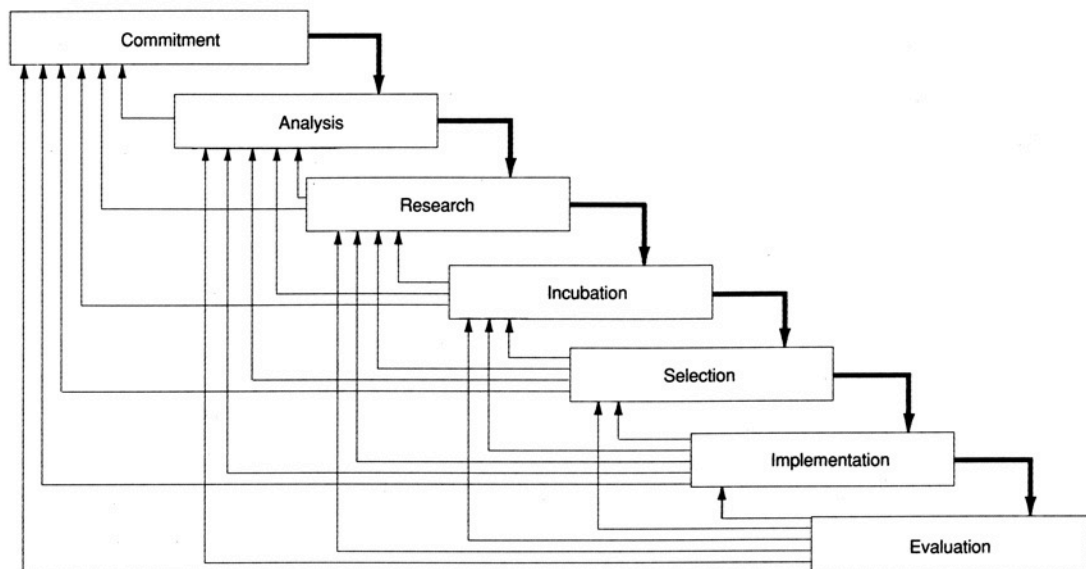 Commitment
Analysis
Research
Incubation
Selection
Implementation
Evaluation